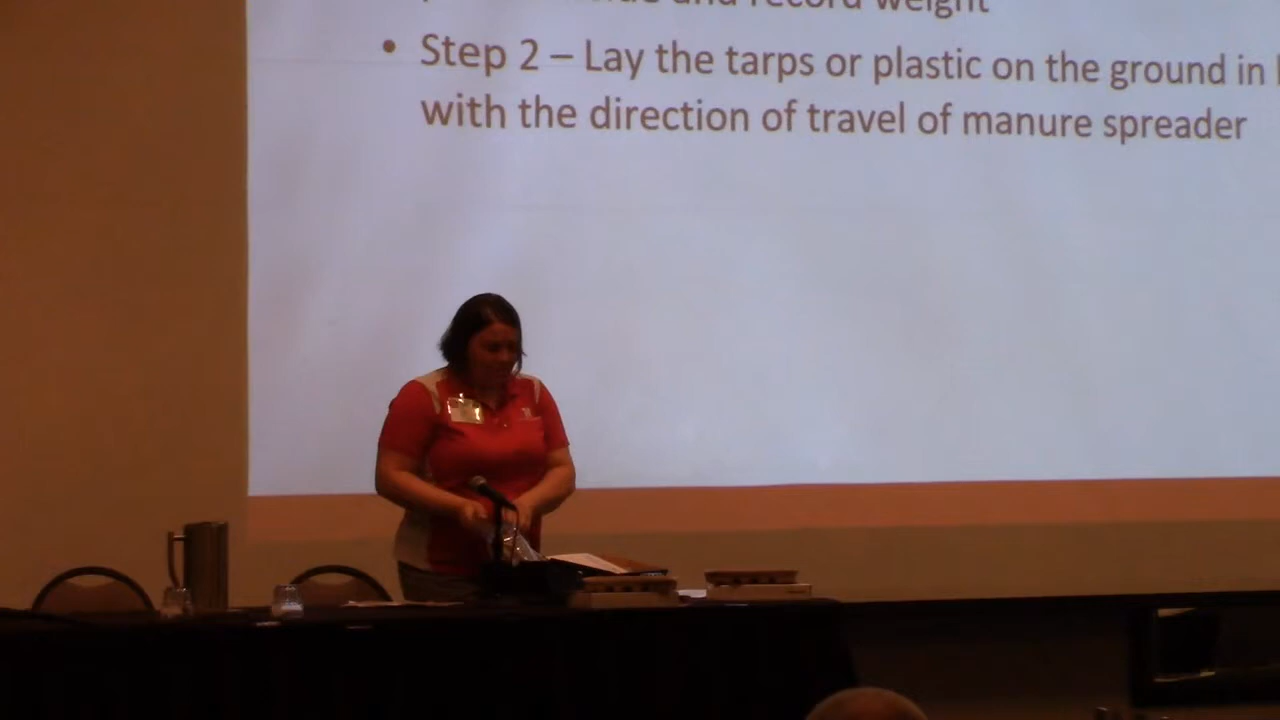 and record weight
• Step 2 – Lay the tarps or plastic on the ground in
with the direction of travel of manure spreader